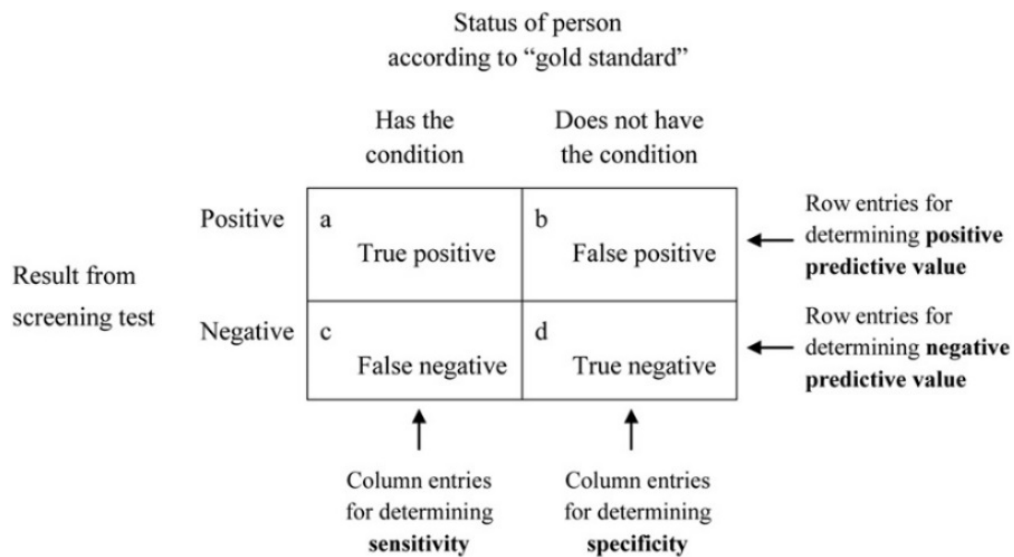 Status of person
according to “gold standard”
Has the
condition
Does not have
the condition
Result from
screening test
Positive
a
True positive
b
False positive
Row entries for
determining positive
predictive value
Negative
c
False negative
d
True negative
Row entries for
determining negative
predictive value
Column entries
for determining
sensitivity
Column entries
for determining
specificity